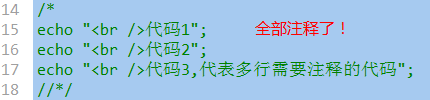 14 /*
15 echo "<br />代码1"; 全部注释了！
16 echo "<br />代码2";
17 echo "<br />代码3,代表多行需要注释的代码";
18 //*/